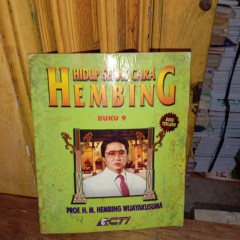 HIDUP SEHAT CARA
HEMBING
BUKU 9
PROF. H. M. HEMBING WIJAYAKUSUMA
RCTI